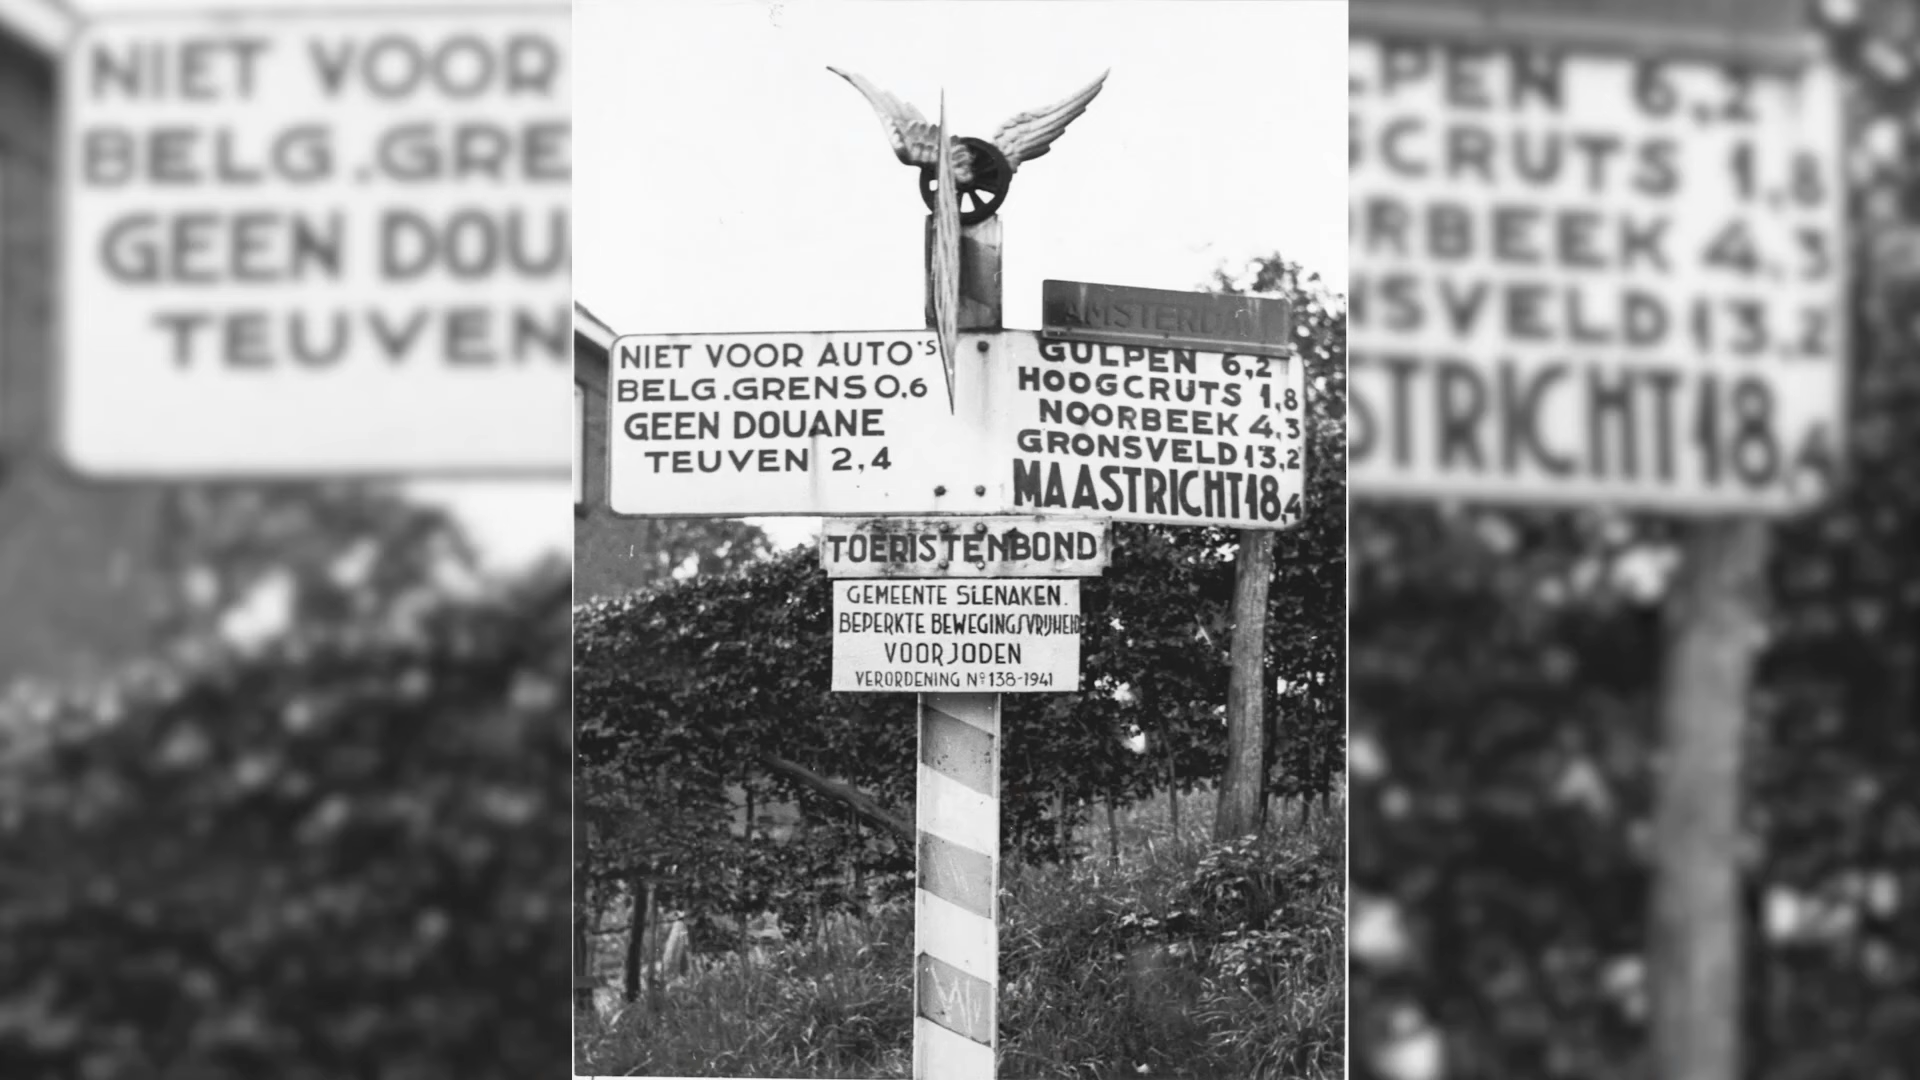 NIET VOOR AUTO'S
BELG.GRENS 0.6
GEEN DOUANE
TEUVEN 2,4
AMSTERDAM
GULPEN 6,2
HOOGCRUTS 1,8
NOORBEEK 4,3
GRONSVELD 13,2
MAASTRICHT 18,4
TOERISTENBOND
GEMEENTE SLENAKEN.
BEPERKTE BEWEGINGSVRIJHEID
VOOR JODEN
VERORDENING Nº 138-1941